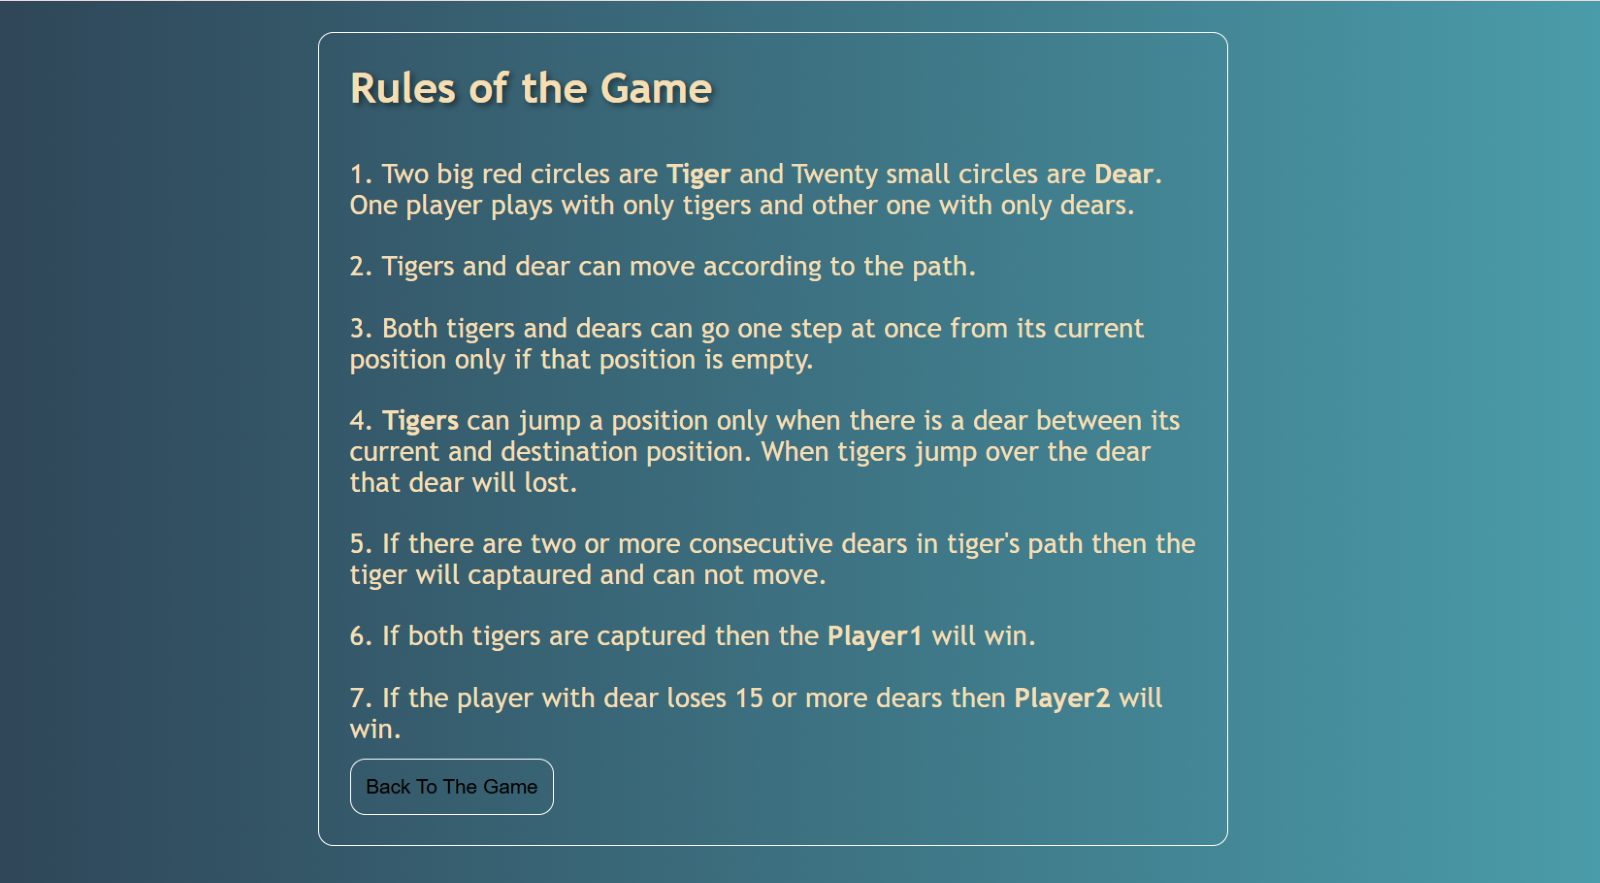 Rules of the Game
1. Two big red circles are Tiger and Twenty small circles are Dear.
One player plays with only tigers and other one with only dears.
2. Tigers and dear can move according to the path.
3. Both tigers and dears can go one step at once from its current
position only if that position is empty.
4. Tigers can jump a position only when there is a dear between its
current and destination position. When tigers jump over the dear
that dear will lost.
5. If there are two or more consecutive dears in tiger's path then the
tiger will captaured and can not move.
6. If both tigers are captured then the Player1 will win.
7. If the player with dear loses 15 or more dears then Player2 will
win.
Back To The Game